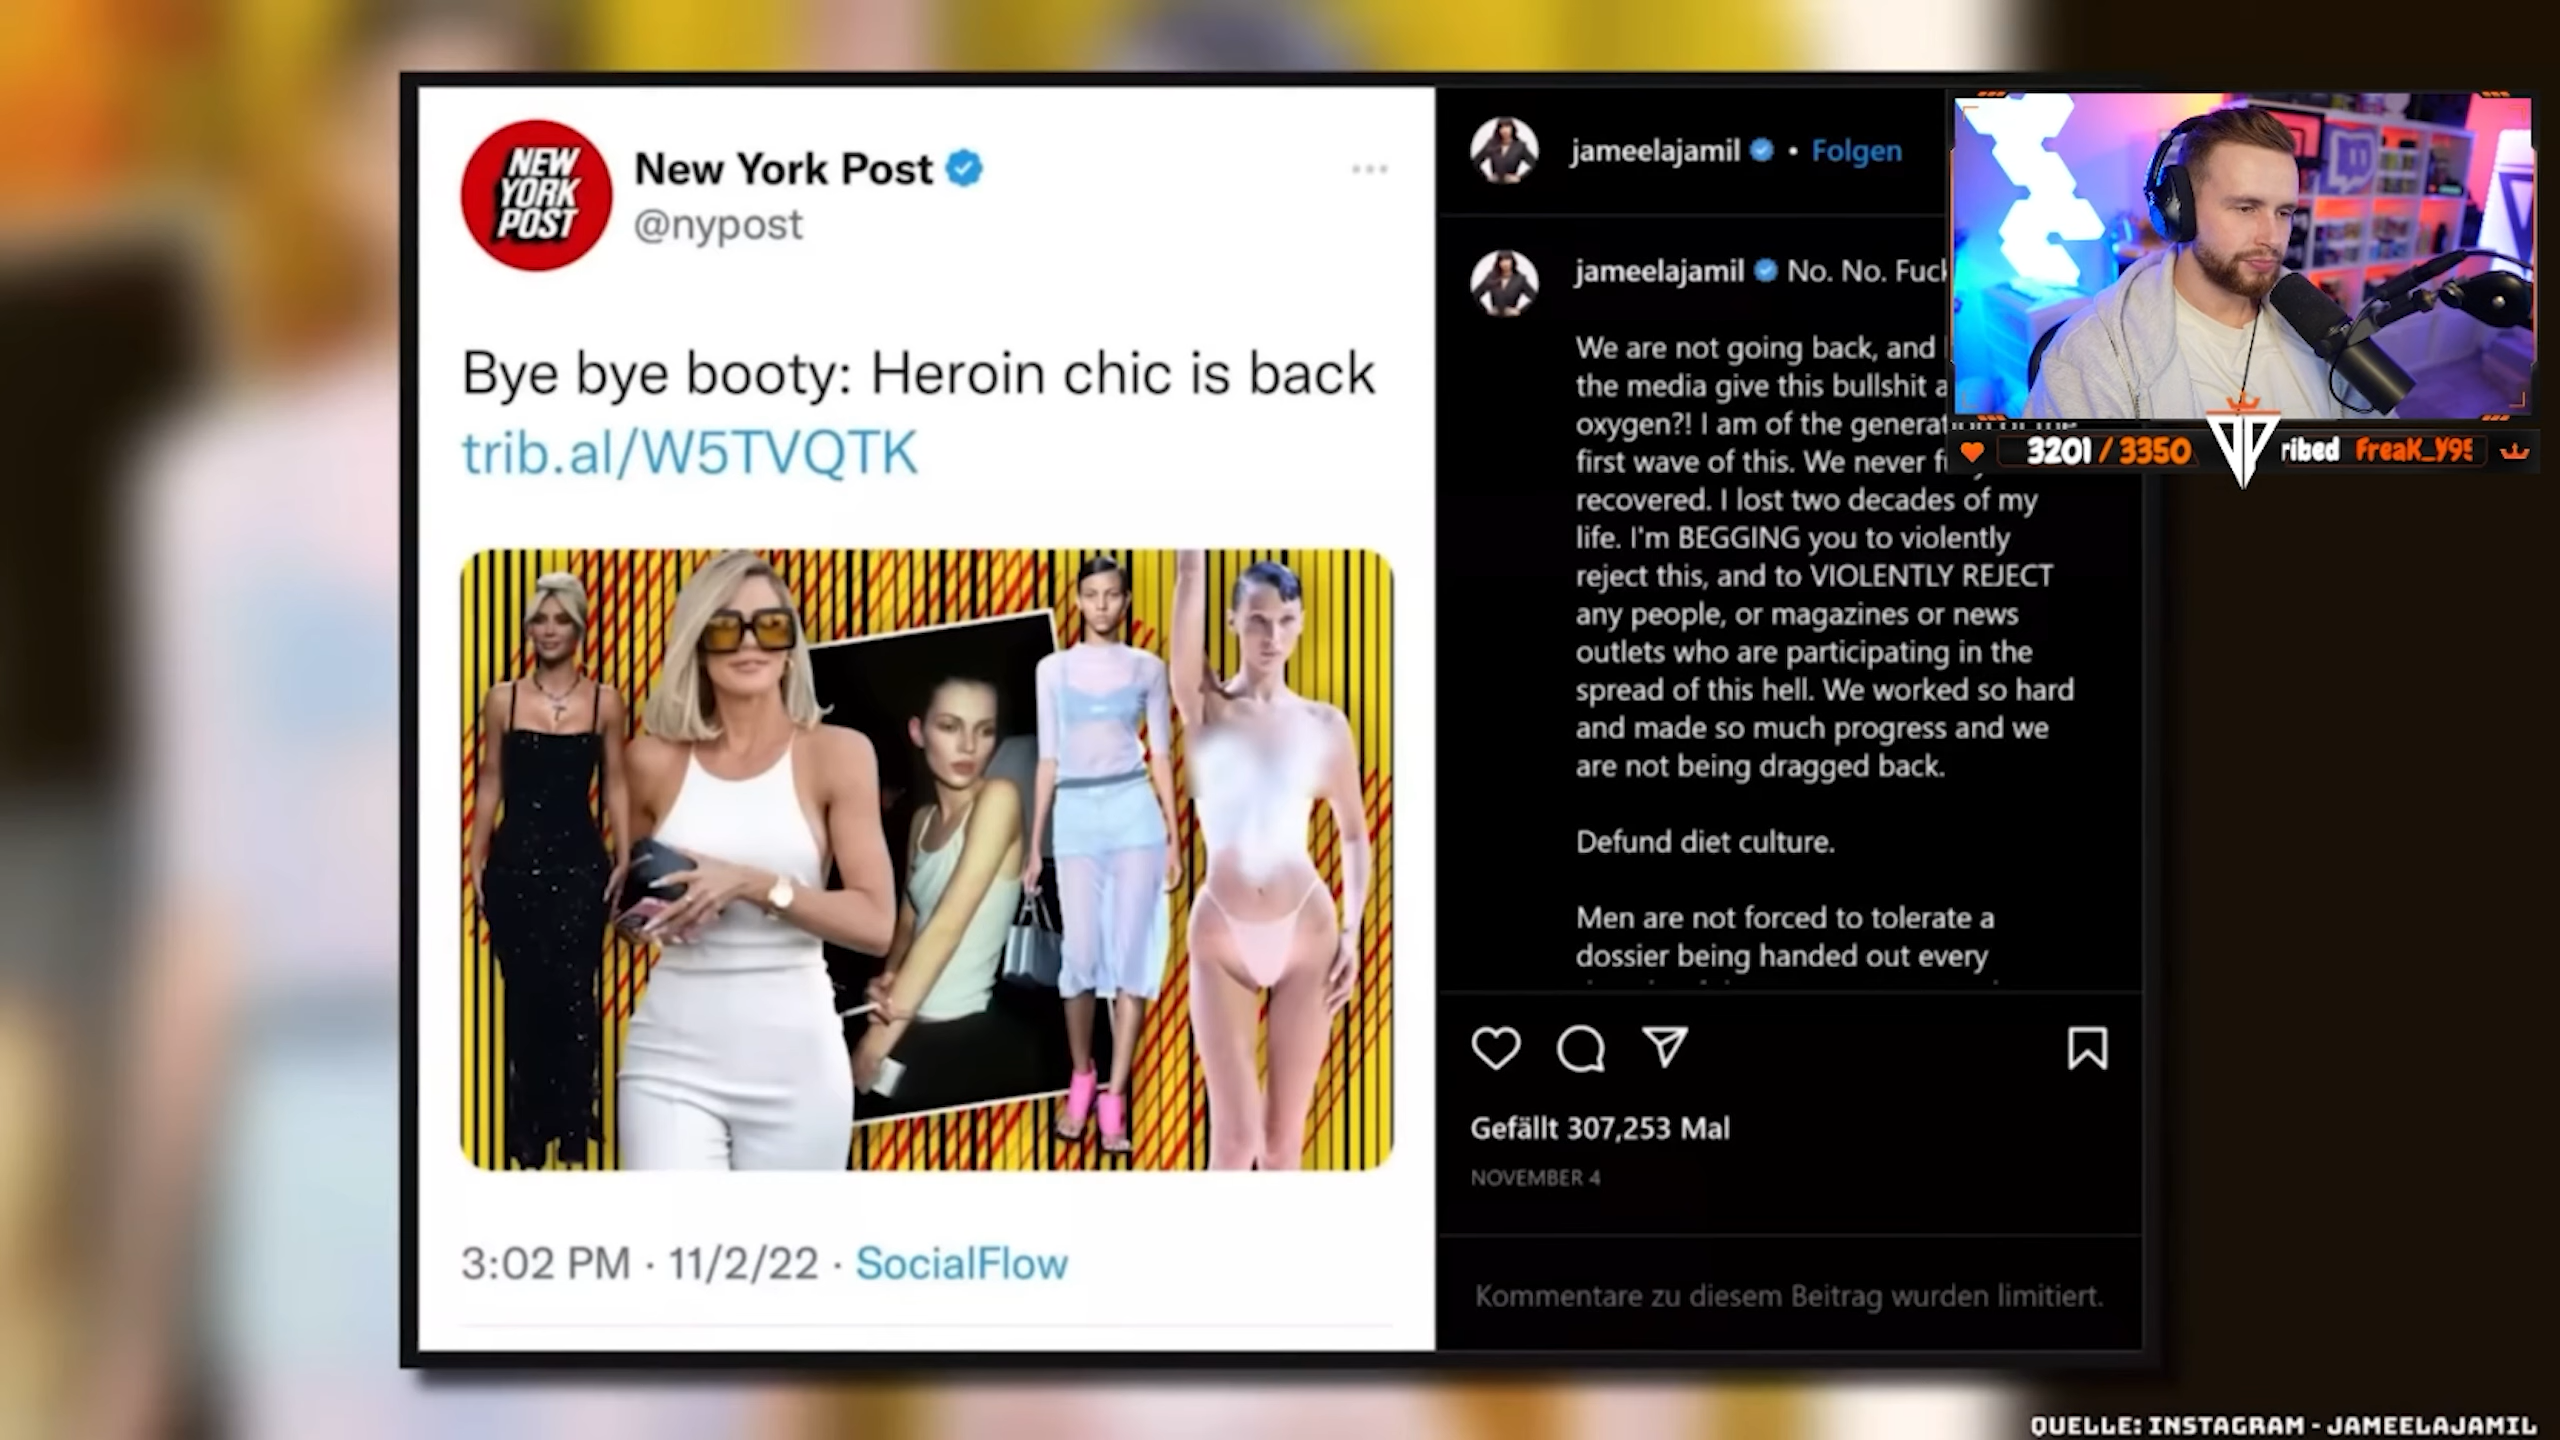 NEW
YORK
POST
New York Post
@nypost
Bye bye booty: Heroin chic is back
trib.al/W5TVQTK
3:02 PM · 11/2/22 · SocialFlow
jameelajamil • Folgen
jameelajamil No. No. Fuc
We are not going back, and
the media give this bullshit a
oxygen?! I am of the generat
first wave of this. We never f
recovered. I lost two decades of my
life. I'm BEGGING you to violently
reject this, and to VIOLENTLY REJECT
any people, or magazines or news
outlets who are participating in the
spread of this hell. We worked so hard
and made so much progress and we
are not being dragged back.
Defund diet culture.
Men are not forced to tolerate a
dossier being handed out every
Gefällt 307,253 Mal
NOVEMBER 4
Kommentare zu diesem Beitrag wurden limitiert.
3201 / 3350
ribed FreaK_Y95
QUELLE: INSTAGRAM - JAMEELAJAMIL